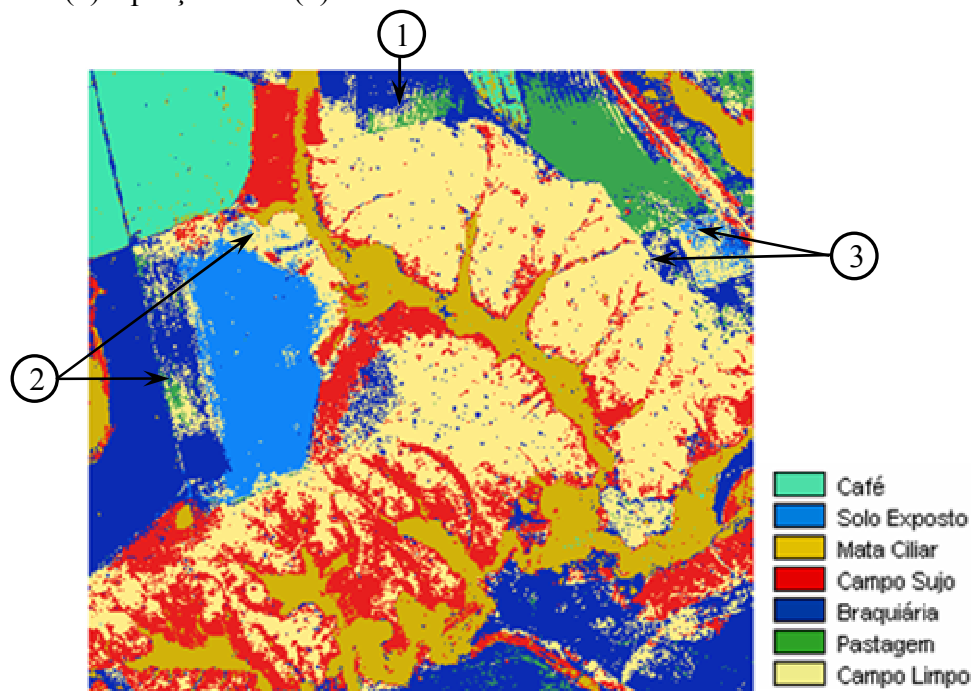 1
3
2
Café
Solo Exposto
Mata Ciliar
Campo Sujo
Braquiária
Pastagem
Campo Limpo